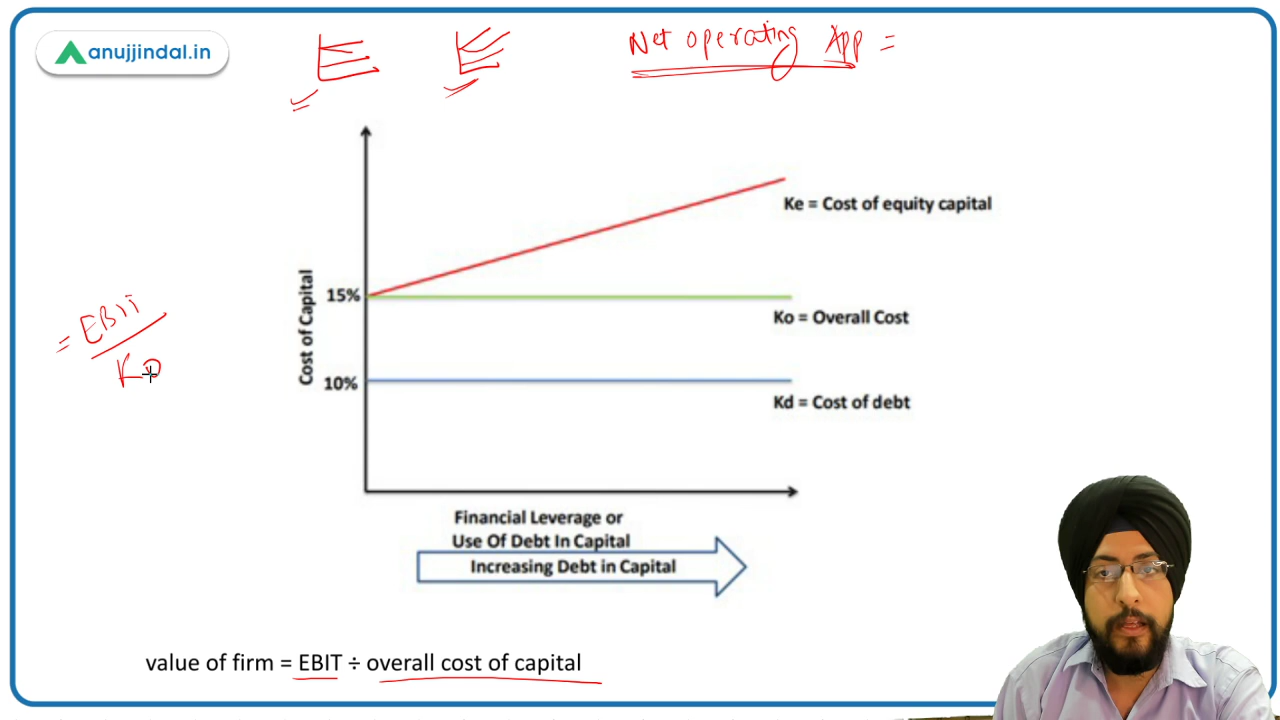 anujjindal.in
Net operating App =
Ke = Cost of equity capital
15%
Ko = Overall Cost
= EBIT
Ko
Cost of Capital
10%
Kd = Cost of debt
Financial Leverage or
Use Of Debt In Capital
Increasing Debt in Capital
value of firm = EBIT ÷ overall cost of capital